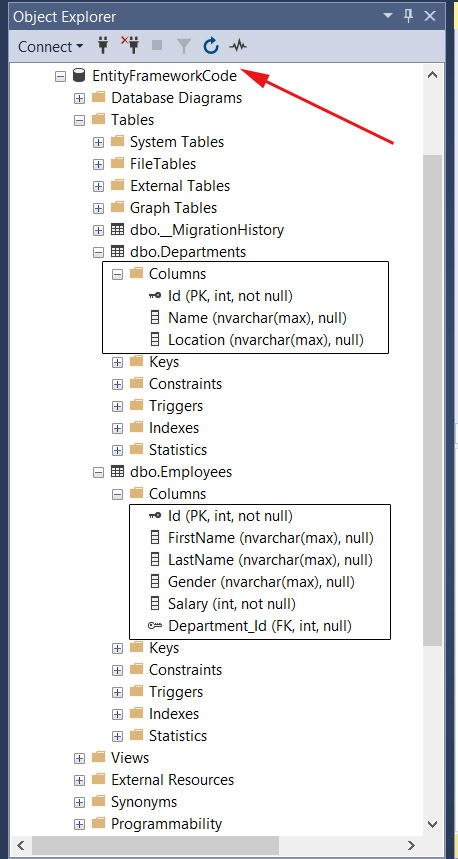 Object Explorer
Connect
EntityFrameworkCode
Database Diagrams
Tables
System Tables
FileTables
External Tables
Graph Tables
dbo.__MigrationHistory
dbo.Departments
Columns
Id (PK, int, not null)
Name (nvarchar(max), null)
Location (nvarchar(max), null)
Keys
Constraints
Triggers
Indexes
Statistics
dbo.Employees
Columns
Id (PK, int, not null)
FirstName (nvarchar(max), null)
LastName (nvarchar(max), null)
Gender (nvarchar(max), null)
Salary (int, not null)
Department_Id (FK, int, null)
Keys
Constraints
Triggers
Indexes
Statistics
Views
External Resources
Synonyms
Programmability